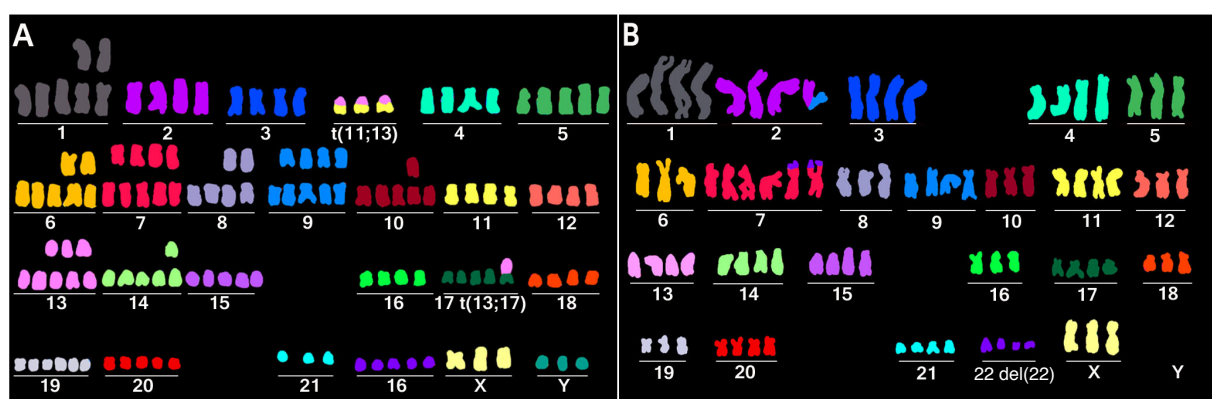 A
1 2 3 t(11;13) 4 5
6 7 8 9 10 11 12
13 14 15 16 17 t(13;17) 18
19 20 21 16 X Y
B
1 2 3 4 5
6 7 8 9 10 11 12
13 14 15 16 17 18
19 20 21 22 del(22) X Y